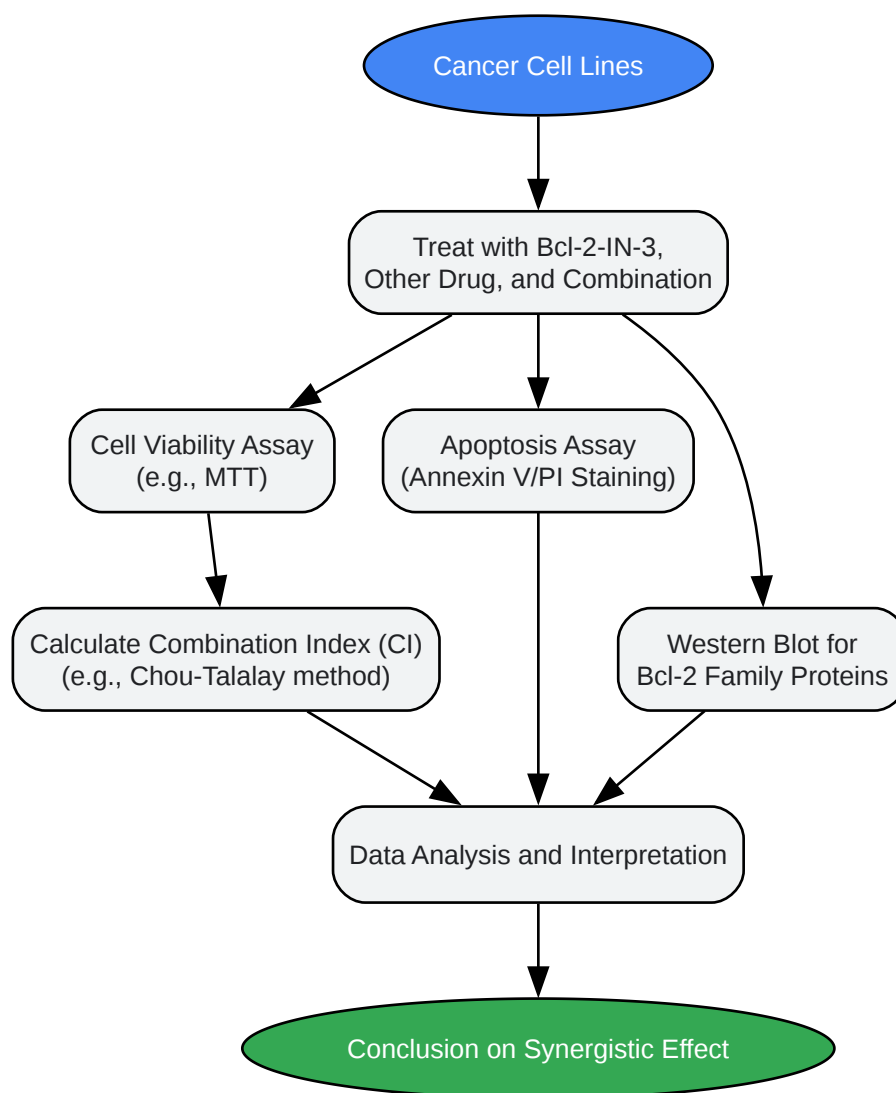 Cancer Cell Lines
Treat with Bcl-2-IN-3,
Other Drug, and Combination
Cell Viability Assay
(e.g., MTT)
Apoptosis Assay
(Annexin V/PI Staining)
Calculate Combination Index (CI)
(e.g., Chou-Talalay method)
Western Blot for
Bcl-2 Family Proteins
Data Analysis and Interpretation
Conclusion on Synergistic Effect